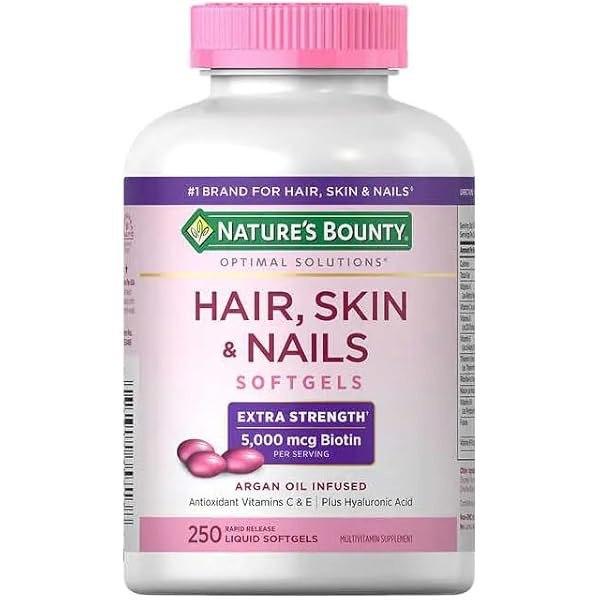 #1 BRAND FOR HAIR, SKIN & NAILS◊
NATURE'S BOUNTY®
OPTIMAL SOLUTIONS®
HAIR, SKIN
& NAILS
SOFTGELS
EXTRA STRENGTH†
5,000 mcg Biotin
PER SERVING
ARGAN OIL INFUSED
Antioxidant Vitamins C & E | Plus Hyaluronic Acid
250 RAPID RELEASE
LIQUID SOFTGELS
MULTIVITAMIN SUPPLEMENT